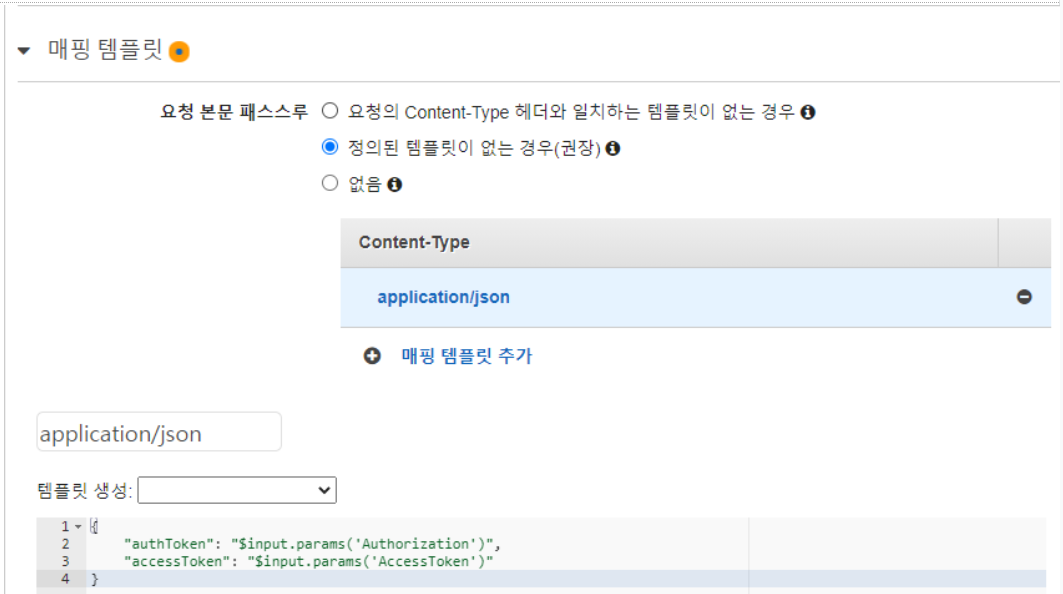 매핑 템플릿
요청 본문 패스스루
요청의 Content-Type 헤더와 일치하는 템플릿이 없는 경우
정의된 템플릿이 없는 경우(권장)
없음
Content-Type
application/json
매핑 템플릿 추가
application/json
템플릿 생성:
1 {
2 "authToken": "$input.params('Authorization')",
3 "accessToken": "$input.params('AccessToken')"
4 }